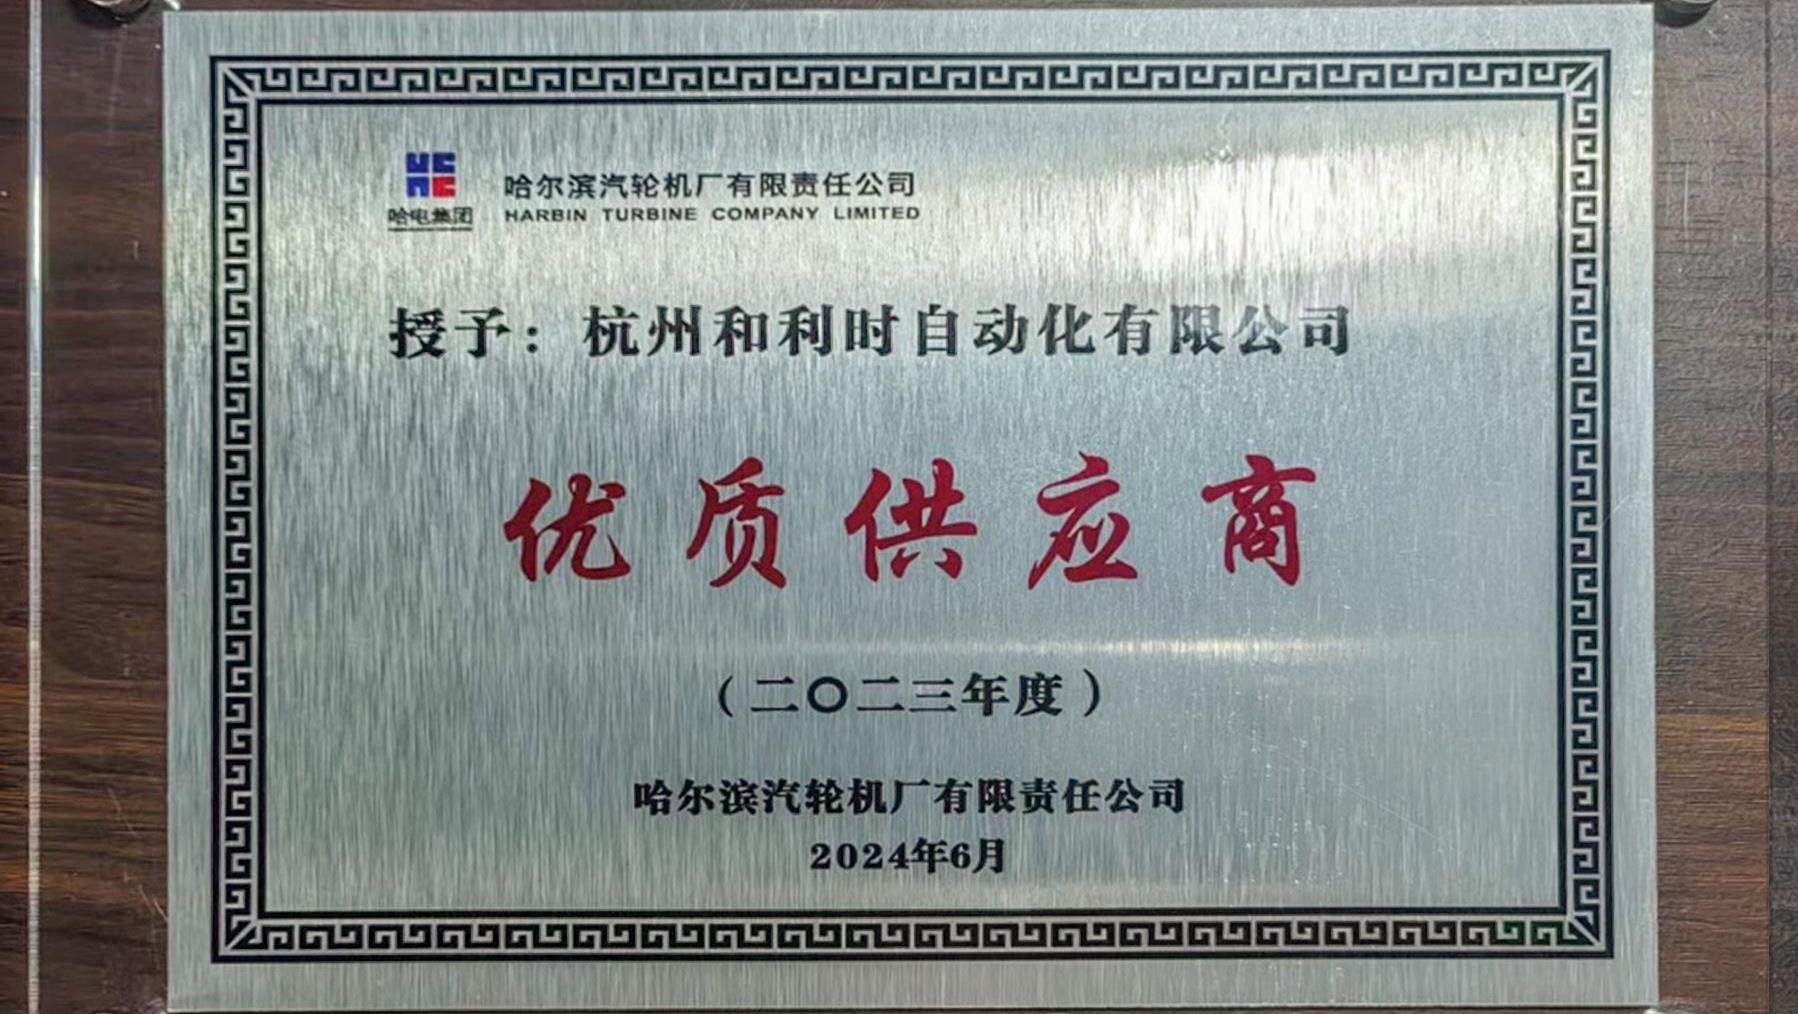 哈电集团
哈尔滨汽轮机厂有限责任公司
HARBIN TURBINE COMPANY LIMITED
授予：杭州和利时自动化有限公司
优质供应商
（二〇二三年度）
哈尔滨汽轮机厂有限责任公司
2024年6月